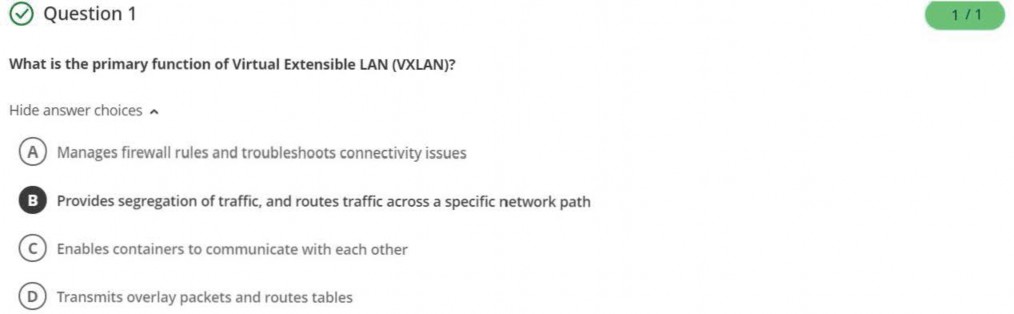 Question 1
1 / 1
What is the primary function of Virtual Extensible LAN (VXLAN)?
Hide answer choices
A Manages firewall rules and troubleshoots connectivity issues
B Provides segregation of traffic, and routes traffic across a specific network path
C Enables containers to communicate with each other
D Transmits overlay packets and routes tables